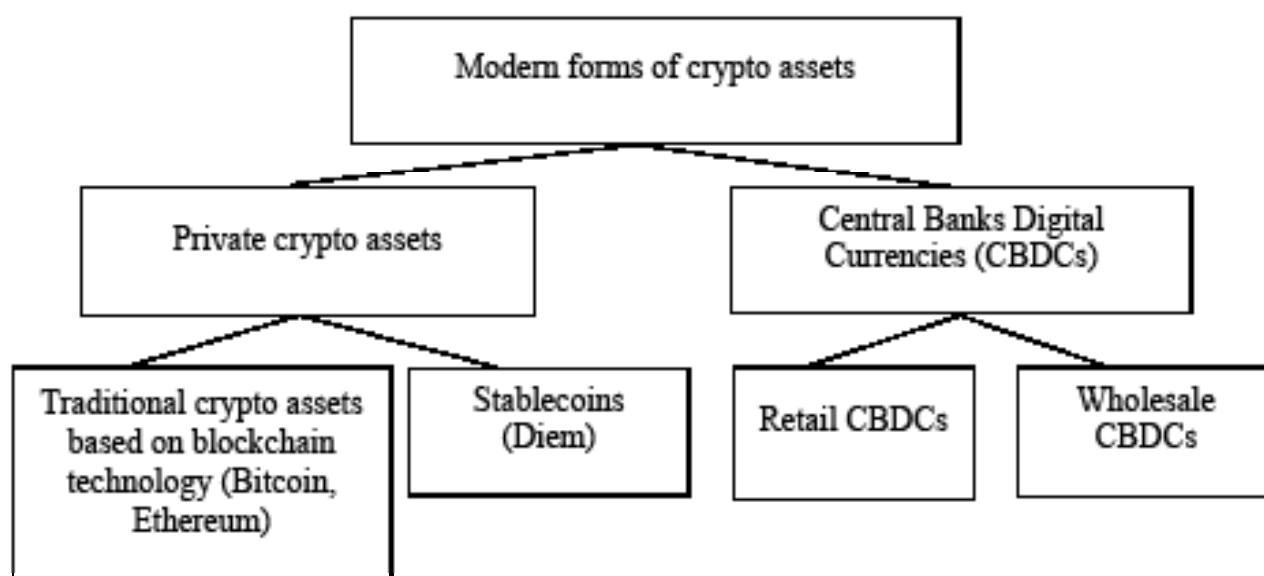 Modern forms of crypto assets
Private crypto assets
Central Banks Digital
Currencies (CBDCs)
Traditional crypto assets
based on blockchain
technology (Bitcoin,
Ethereum)
Stablecoins
(Diem)
Retail CBDCs
Wholesale
CBDCs